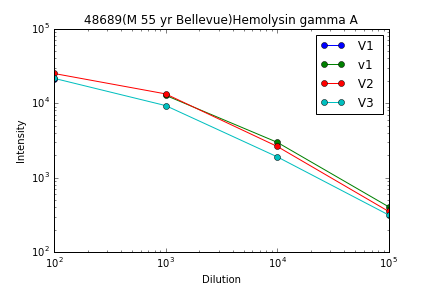 48689(M 55 yr Bellevue)Hemolysin gamma A
10^5
10^4
10^3
10^2
Intensity
V1
v1
V2
V3
10^2 10^3 10^4 10^5
Dilution